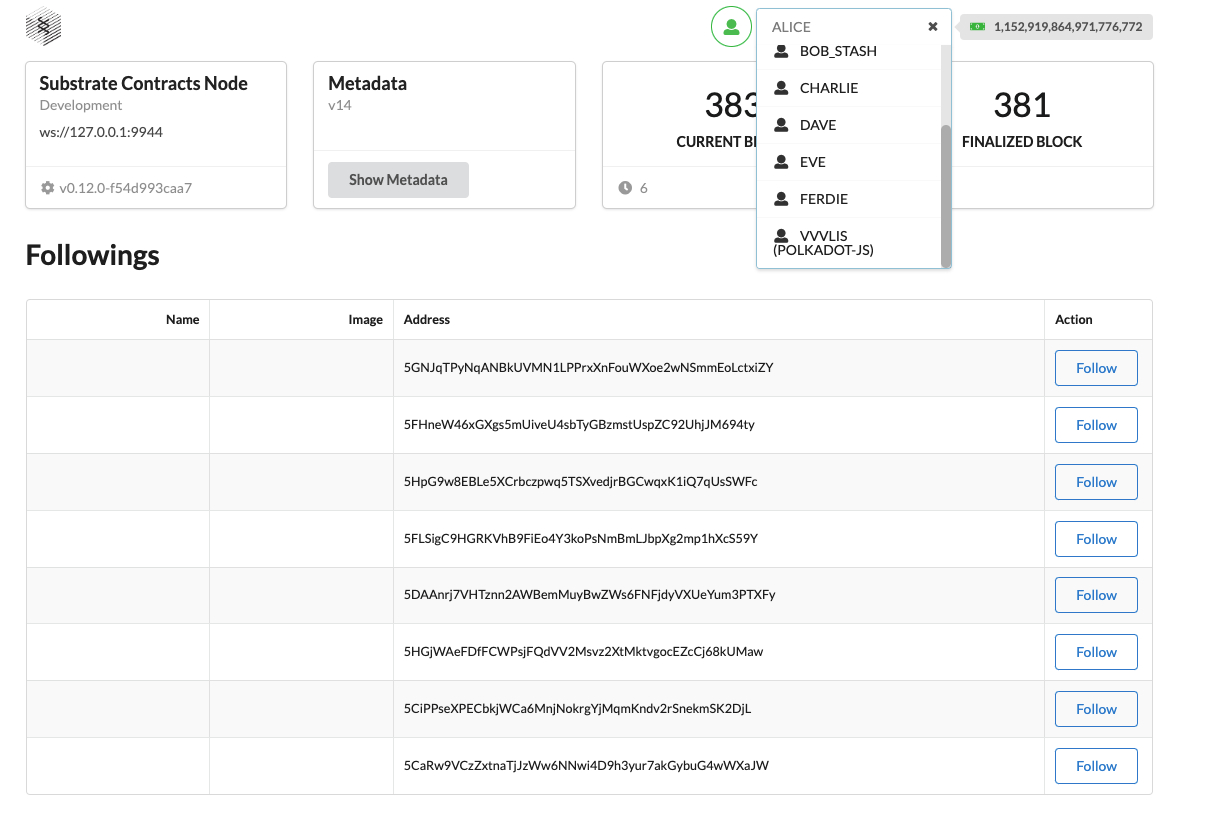 ALICE
1,152,919,864,971,776,772
BOB_STASH
CHARLIE
DAVE
EVE
FERDIE
VVVLIS
(POLKADOT-JS)
Substrate Contracts Node
Development
ws://127.0.0.1:9944
v0.12.0-f54d993caa7
Metadata
v14
Show Metadata
383
CURRENT B
6
381
FINALIZED BLOCK
Followings
Name Image Address Action
5GNJqTPyNqANBkUVMN1LPPrxXnFouWXoe2wNSmmEoLctxiZY Follow
5FHneW46xGXgs5mUiveU4sbTyGBzmstUspZC92UhjJM694ty Follow
5HpG9w8EBLe5XCrbczpwq5TSXvedjrBGCwqxK1iQ7qUsSWFc Follow
5FLSigC9HGRKVhB9FiEo4Y3koPsNmBmLJbpXg2mp1hXcS59Y Follow
5DAAnrj7VHTznn2AWBemMuyBwZWs6FNFjdyVXUeYum3PTXFy Follow
5HGjWAeFDfFCWPsjFQdVV2Msvz2XtMktvgocEZcCj68kUMaw Follow
5CiPPseXPECbkjWCa6MnjNokrgYjMqmKndv2rSnekmSK2DjL Follow
5CaRw9VCzZxtnaTjJzWw6NNwi4D9h3yur7akGybuG4wWXaJW Follow